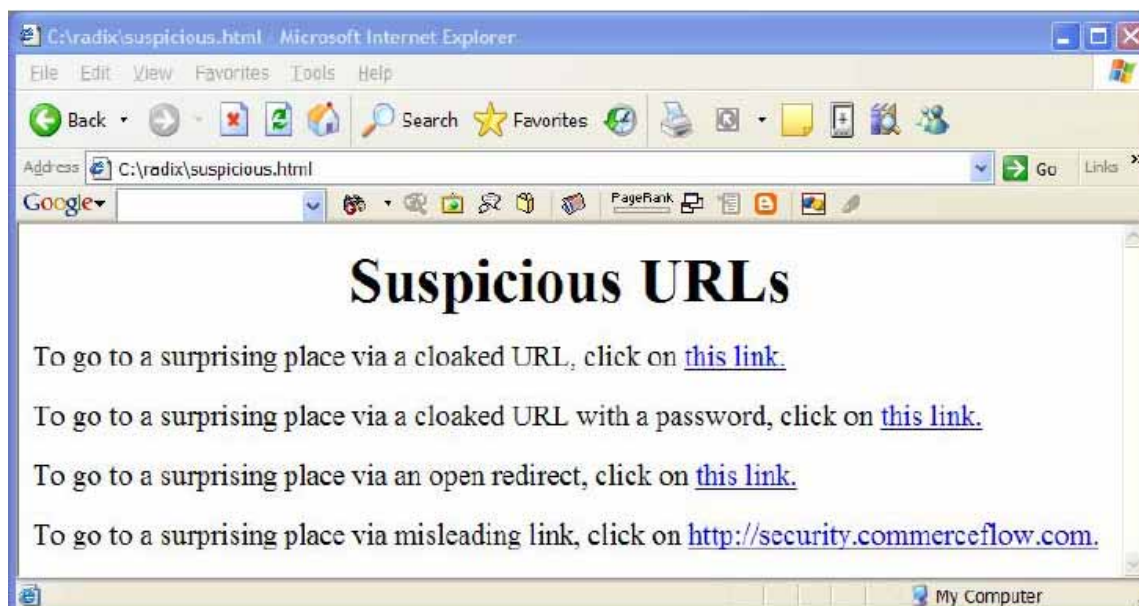 C:\radix\suspicious.html - Microsoft Internet Explorer
File Edit View Favorites Tools Help
Back Search Favorites
Address C:\radix\suspicious.html Go Links »
Google PageRank
Suspicious URLs
To go to a surprising place via a cloaked URL, click on this link.
To go to a surprising place via a cloaked URL with a password, click on this link.
To go to a surprising place via an open redirect, click on this link.
To go to a surprising place via misleading link, click on http://security.commerceflow.com.
My Computer